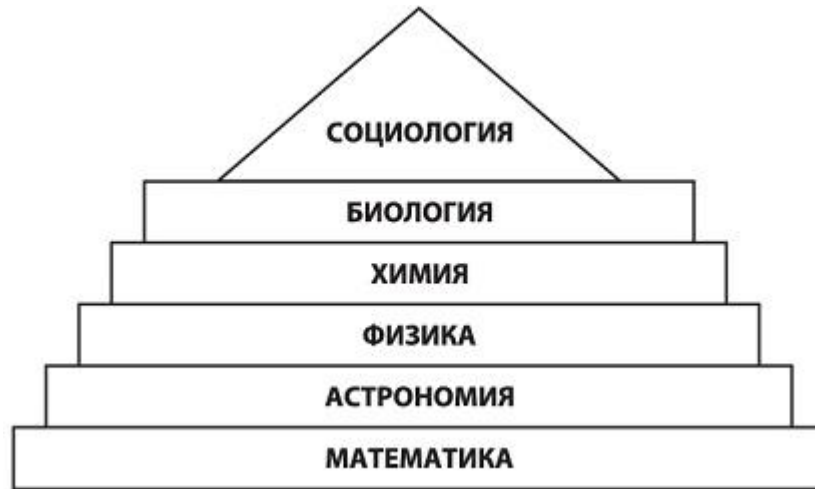 СОЦИОЛОГИЯ
БИОЛОГИЯ
ХИМИЯ
ФИЗИКА
АСТРОНОМИЯ
МАТЕМАТИКА